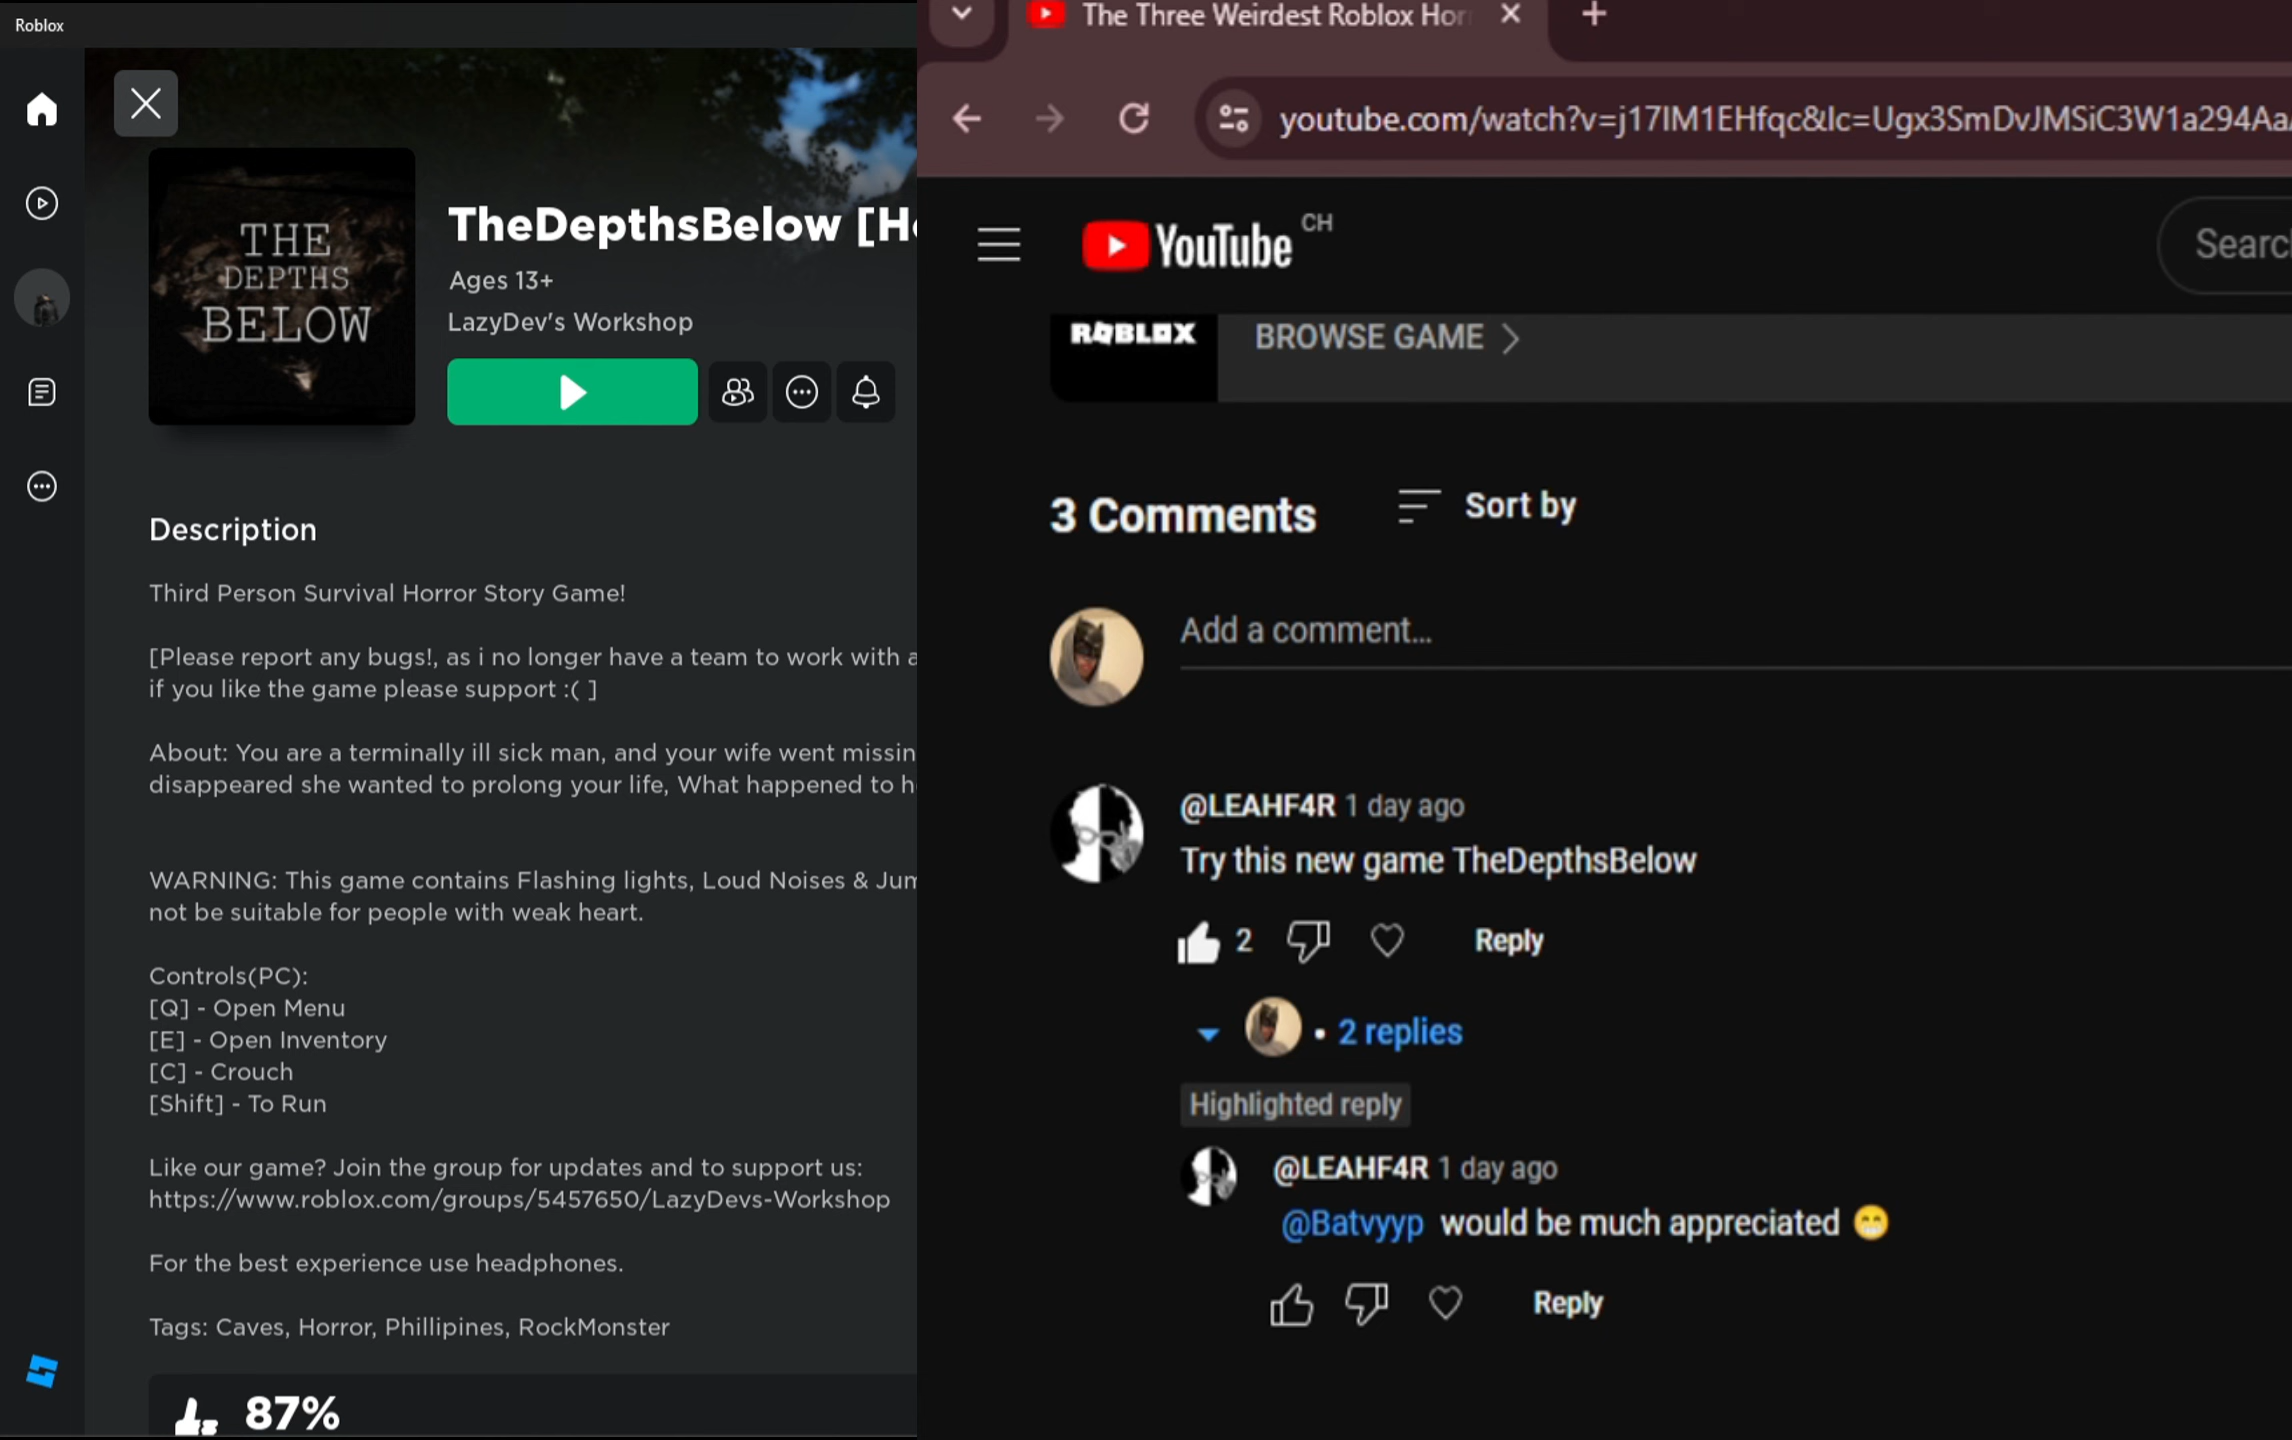 Roblox
THE
DEPTHS
BELOW
TheDepthsBelow [H
Ages 13+
LazyDev's Workshop
Description
Third Person Survival Horror Story Game!
[Please report any bugs!, as i no longer have a team to work with a
if you like the game please support :( ]
About: You are a terminally ill sick man, and your wife went missin
disappeared she wanted to prolong your life, What happened to h
WARNING: This game contains Flashing lights, Loud Noises & Jum
not be suitable for people with weak heart.
Controls(PC):
[Q] - Open Menu
[E] - Open Inventory
[C] - Crouch
[Shift] - To Run
Like our game? Join the group for updates and to support us:
https://www.roblox.com/groups/5457650/LazyDevs-Workshop
For the best experience use headphones.
Tags: Caves, Horror, Phillipines, RockMonster
87%
The Three Weirdest Roblox Hor
youtube.com/watch?v=j17IM1EHfqc&lc=Ugx3SmDvJMSiC3W1a294Aa
YouTube CH
Searc
ROBLOX
BROWSE GAME
3 Comments
Sort by
Add a comment...
@LEAHF4R 1 day ago
Try this new game TheDepthsBelow
2
Reply
• 2 replies
Highlighted reply
@LEAHF4R 1 day ago
@Batvyyp would be much appreciated 😁
Reply